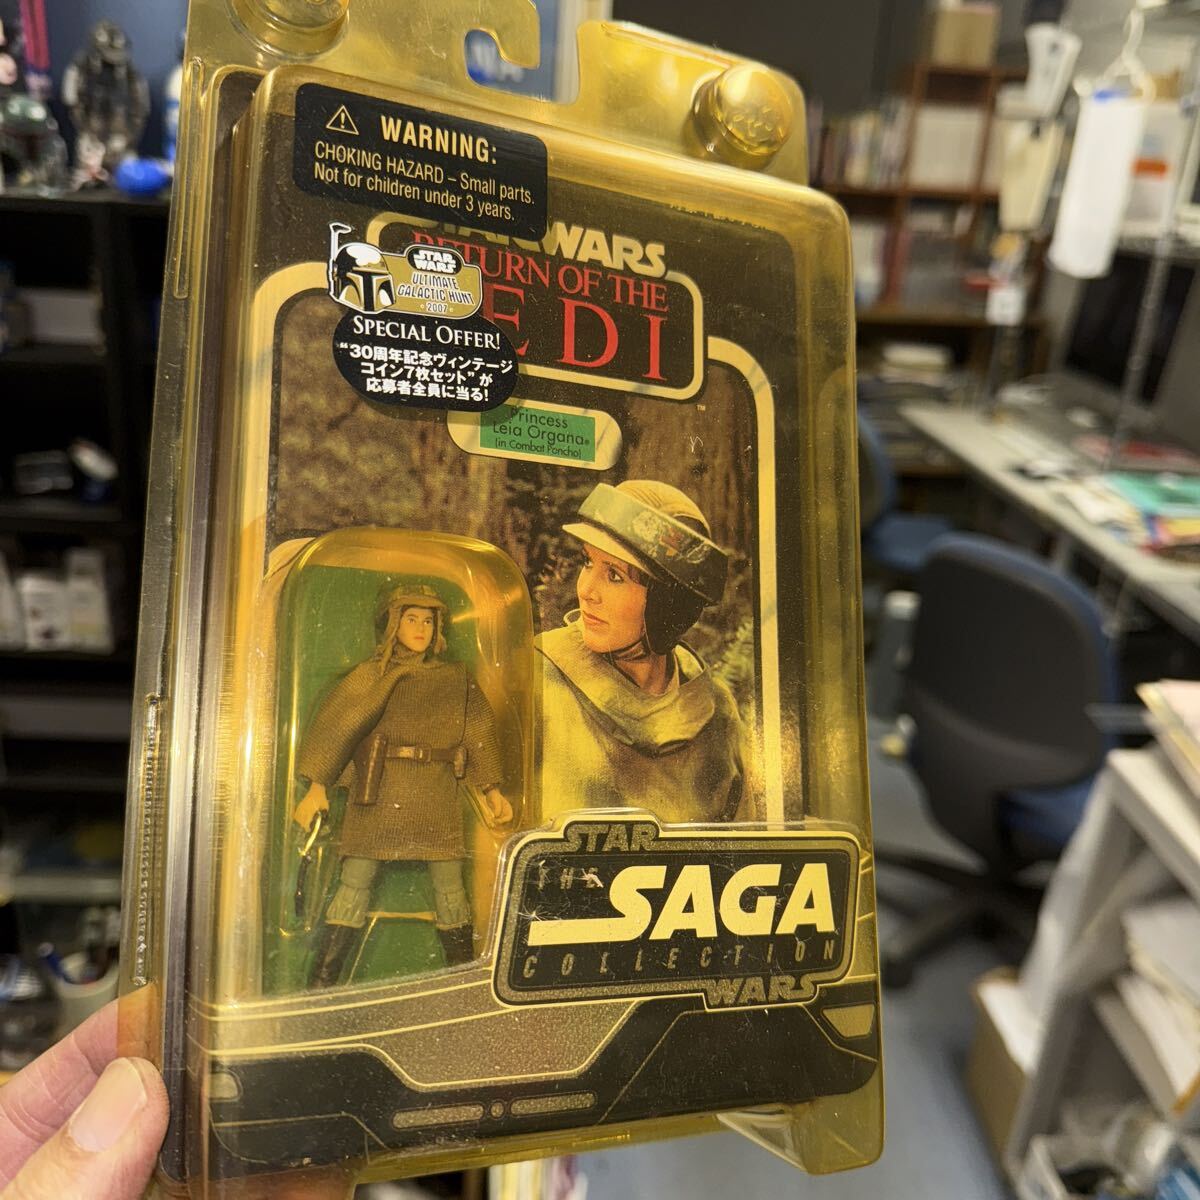 WARNING:
CHOKING HAZARD – Small parts.
Not for children under 3 years.
WARS
RETURN OF THE
JEDI
STAR
WARS
ULTIMATE
GALACTIC HUNT
2007
SPECIAL OFFER!
“30周年記念ヴィンテージ
コイン7枚セット”が
応募者全員に当る!
™
Princess
Leia Organa®
(in Combat Poncho)
STAR
THE
SAGA
COLLECTION
WARS